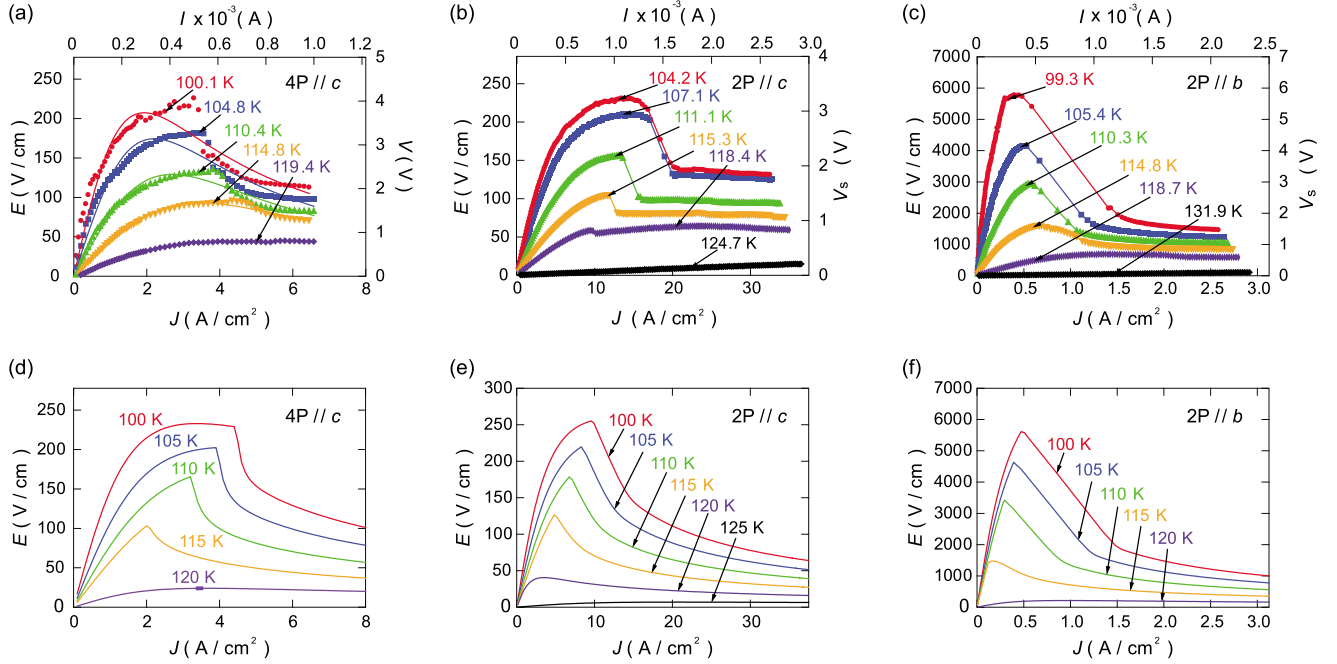 (a)
I x 10⁻³ (A)
0 0.2 0.4 0.6 0.8 1.0 1.2
4P // c
100.1 K
104.8 K
110.4 K
114.8 K
119.4 K
E ( V / cm )
250
200
150
100
50
0
V ( V )
5
4
3
2
1
0
0 2 4 6 8
J ( A / cm² )
(b)
I x 10⁻³ (A)
0 0.5 1.0 1.5 2.0 2.5 3.0
2P // c
104.2 K
107.1 K
111.1 K
115.3 K
118.4 K
124.7 K
E ( V / cm )
300
250
200
150
100
50
0
Vs ( V )
4
3
2
1
0
0 10 20 30
J ( A / cm² )
(c)
I x 10⁻³ (A)
0 0.5 1.0 1.5 2.0 2.5
2P // b
99.3 K
105.4 K
110.3 K
114.8 K
118.7 K
131.9 K
E ( V / cm )
7000
6000
5000
4000
3000
2000
1000
0
Vs ( V )
7
6
5
4
3
2
1
0
0.0 0.5 1.0 1.5 2.0 2.5 3.0
J ( A / cm² )
(d)
4P // c
100 K
105 K
110 K
115 K
120 K
E ( V / cm )
250
200
150
100
50
0
0 2 4 6 8
J ( A / cm² )
(e)
2P // c
100 K
105 K
110 K
115 K
120 K
125 K
E ( V / cm )
300
250
200
150
100
50
0
0 10 20 30
J ( A / cm² )
(f)
2P // b
100 K
105 K
110 K
115 K
120 K
E ( V / cm )
7000
6000
5000
4000
3000
2000
1000
0
0.0 0.5 1.0 1.5 2.0 2.5 3.0
J ( A / cm² )